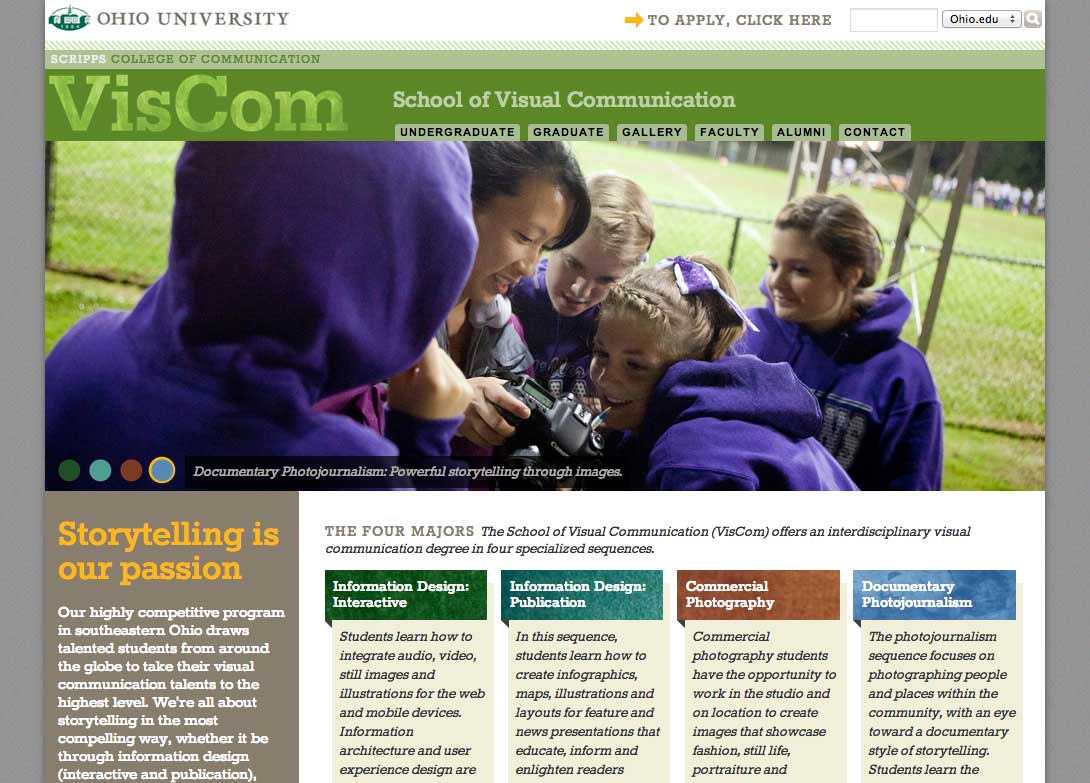 OHIO UNIVERSITY
TO APPLY, CLICK HERE
Ohio.edu
SCRIPPS COLLEGE OF COMMUNICATION
VisCom
School of Visual Communication
UNDERGRADUATE GRADUATE GALLERY FACULTY ALUMNI CONTACT
Documentary Photojournalism: Powerful storytelling through images.
Storytelling is
our passion
Our highly competitive program
in southeastern Ohio draws
talented students from around
the globe to take their visual
communication talents to the
highest level. We're all about
storytelling in the most
compelling way, whether it be
through information design
(interactive and publication),
THE FOUR MAJORS The School of Visual Communication (VisCom) offers an interdisciplinary visual
communication degree in four specialized sequences.
Information Design:
Interactive
Students learn how to
integrate audio, video,
still images and
illustrations for the web
and mobile devices.
Information
architecture and user
experience design are
Information Design:
Publication
In this sequence,
students learn how to
create infographics,
maps, illustrations and
layouts for feature and
news presentations that
educate, inform and
enlighten readers
Commercial
Photography
Commercial
photography students
have the opportunity to
work in the studio and
on location to create
images that showcase
fashion, still life,
portraiture and
Documentary
Photojournalism
The photojournalism
sequence focuses on
photographing people
and places within the
community, with an eye
toward a documentary
style of storytelling.
Students learn the